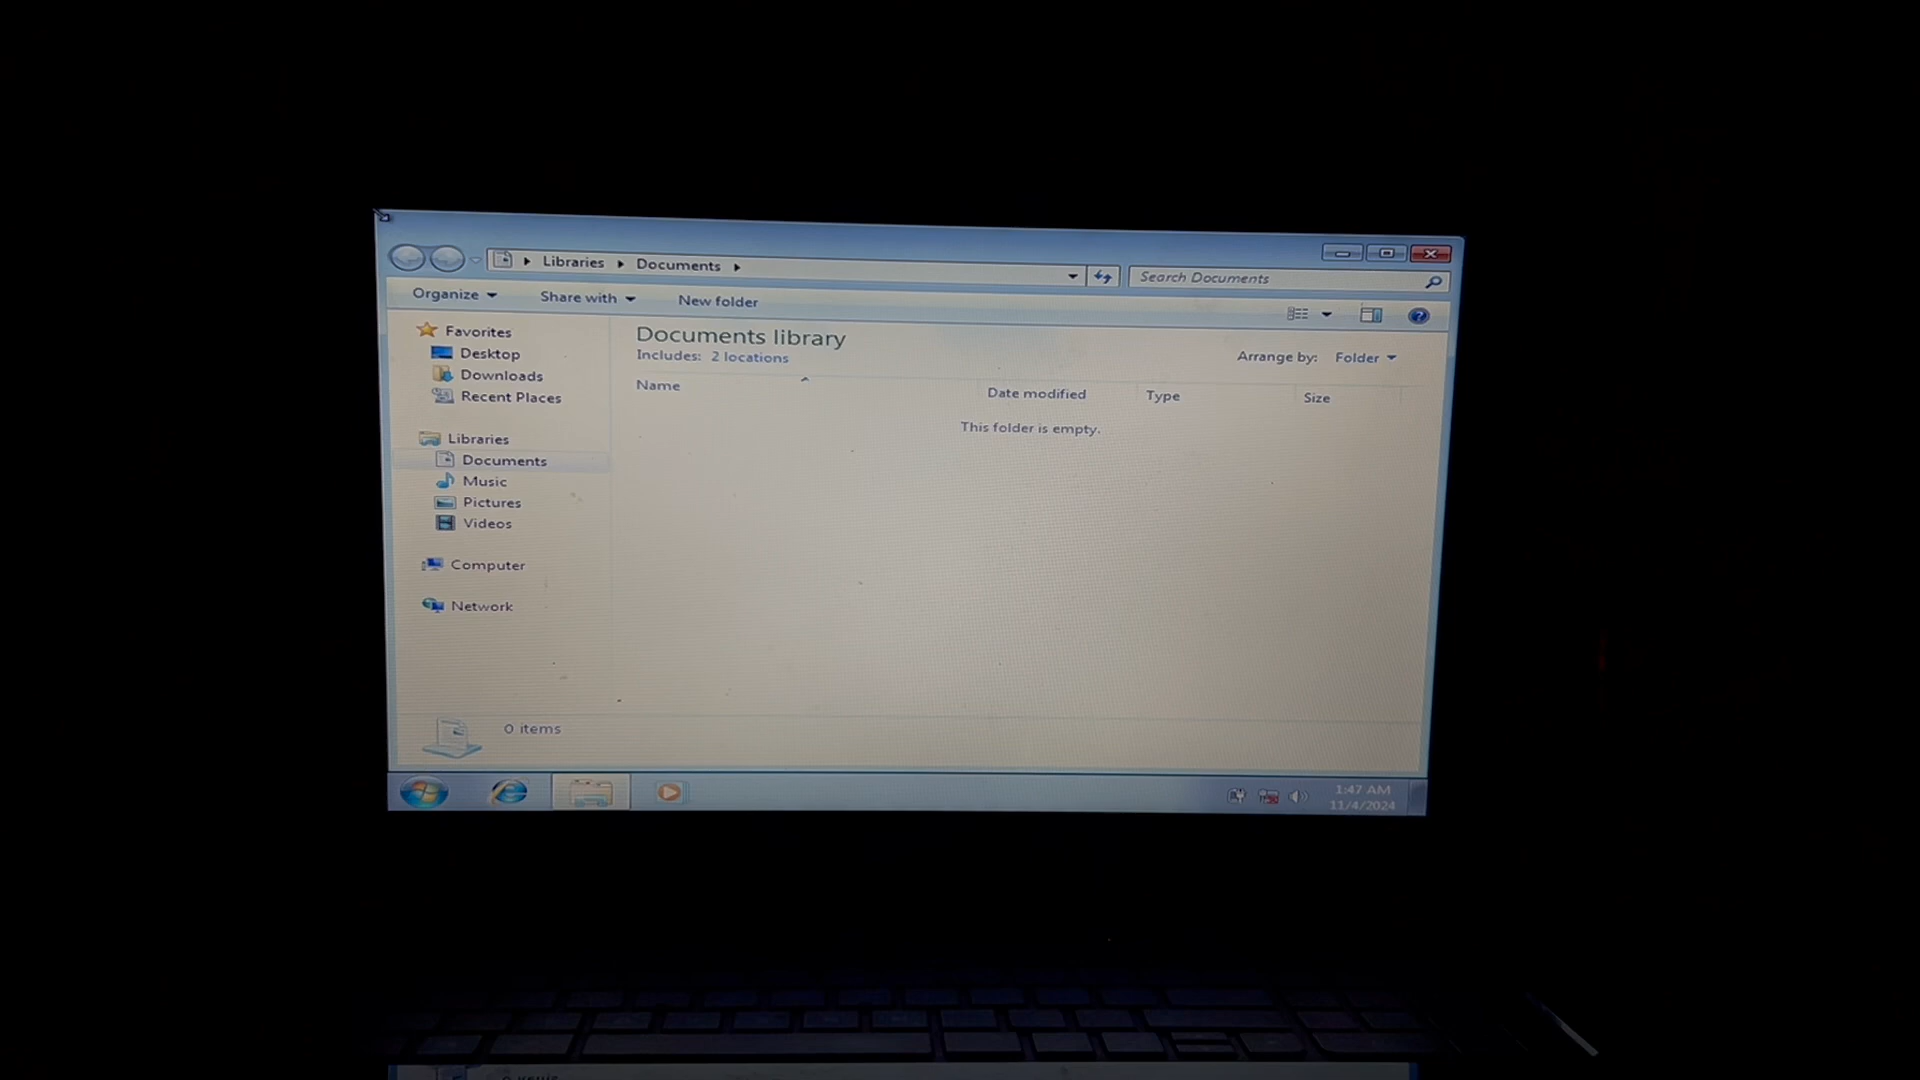 Libraries Documents
Search Documents
Organize Share with New folder
Favorites
Desktop
Downloads
Recent Places
Libraries
Documents
Music
Pictures
Videos
Computer
Network
Documents library
Includes: 2 locations
Arrange by: Folder
Name Date modified Type Size
This folder is empty.
0 items
1:47 AM
11/4/2024